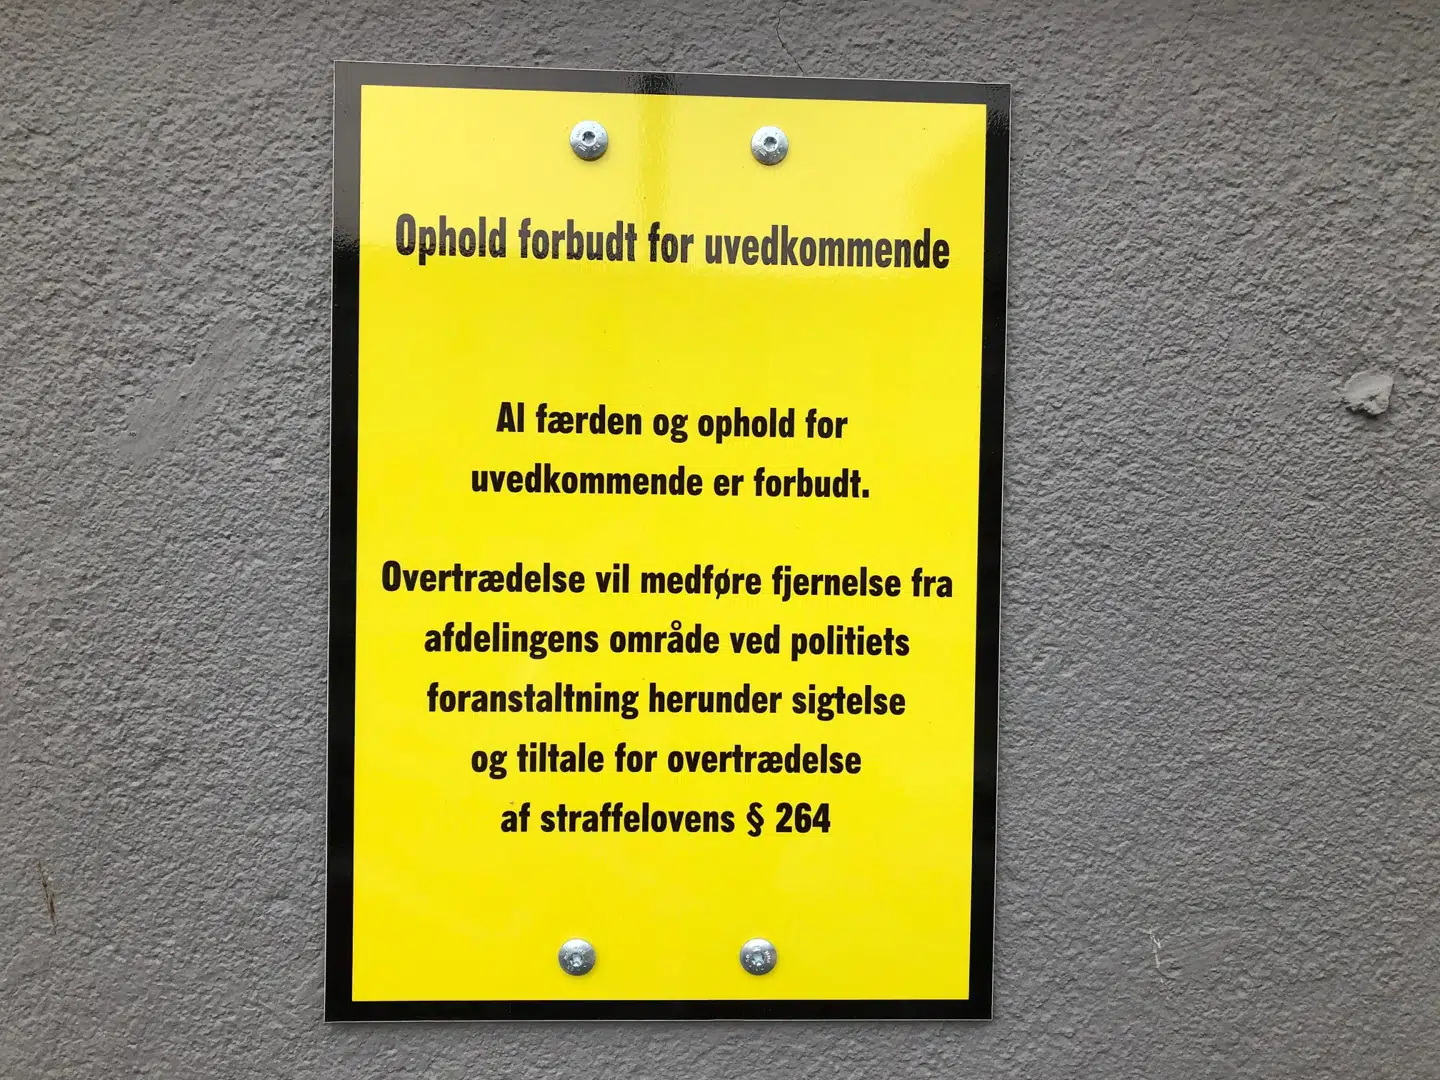 Ophold forbudt for uvedkommende
Al færden og ophold for
uvedkommende er forbudt.
Overtrædelse vil medføre fjernelse fra
afdelingens område ved politiets
foranstaltning herunder sigtelse
og tiltale for overtrædelse
af straffelovens § 264